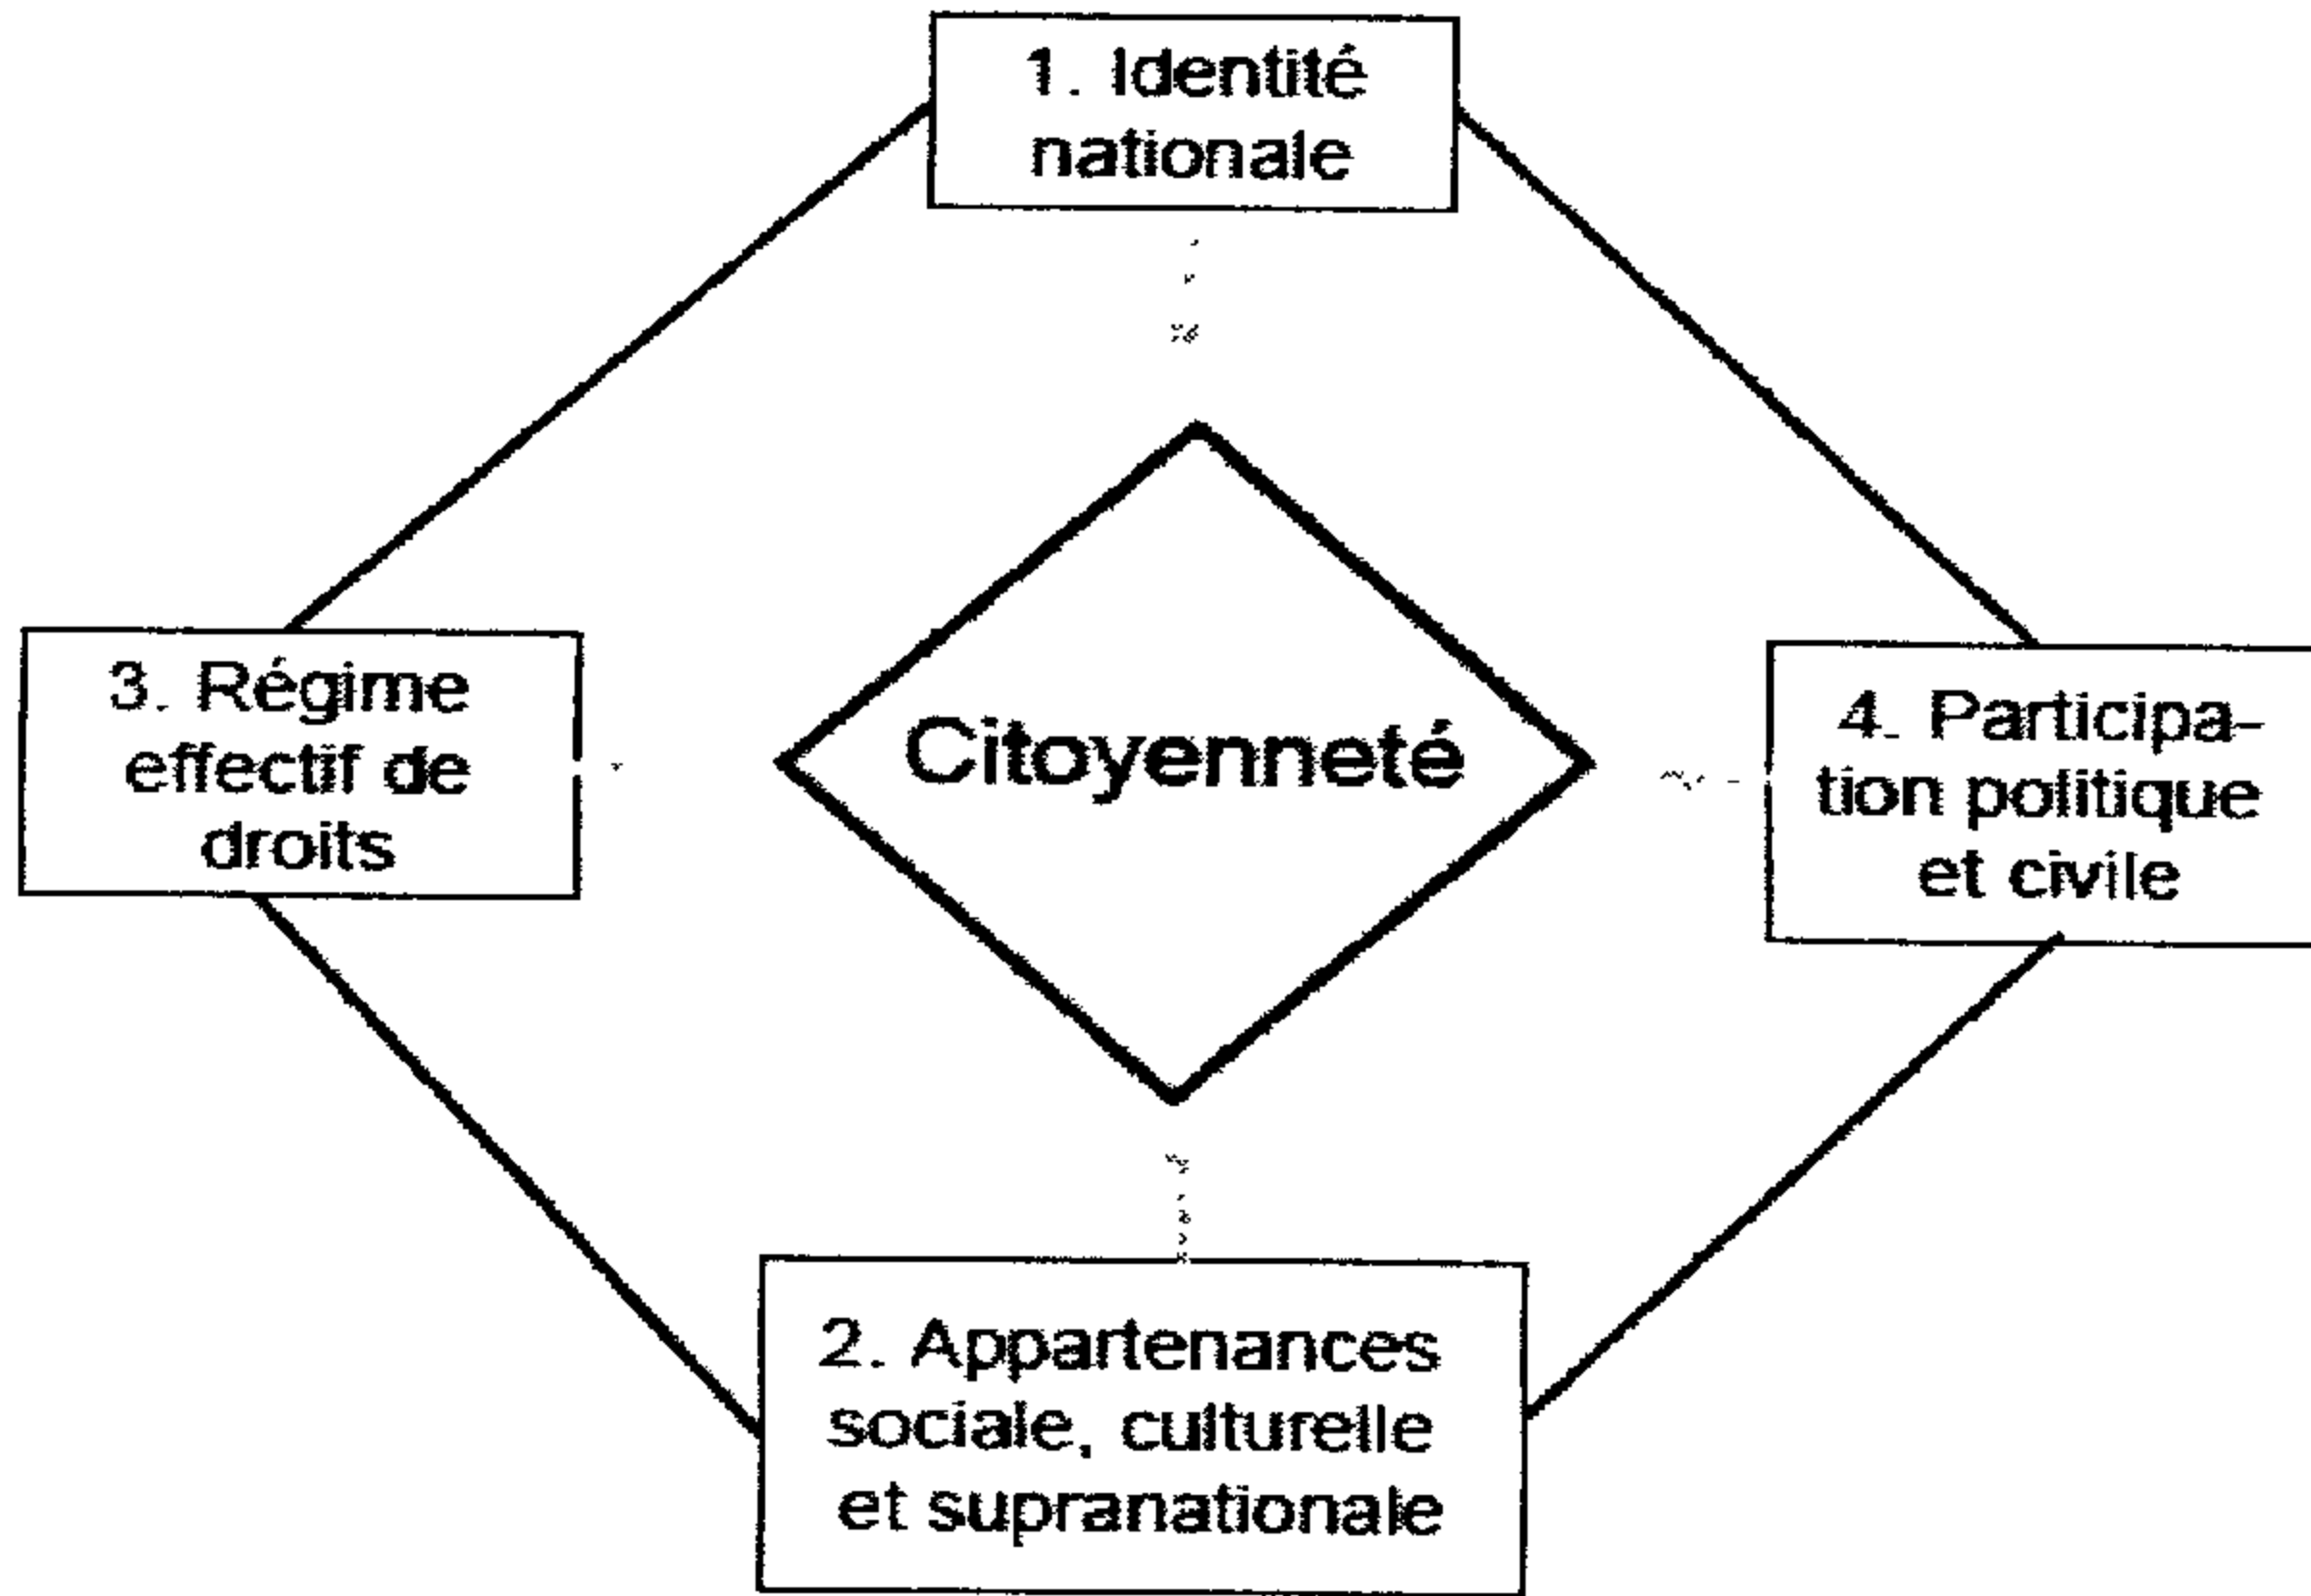 1. Identité
nationale
3. Régime
effectif de
droits
Citoyenneté
4. Participa-
tion politique
et civile
2. Appartenances
sociale, culturelle
et supranationale